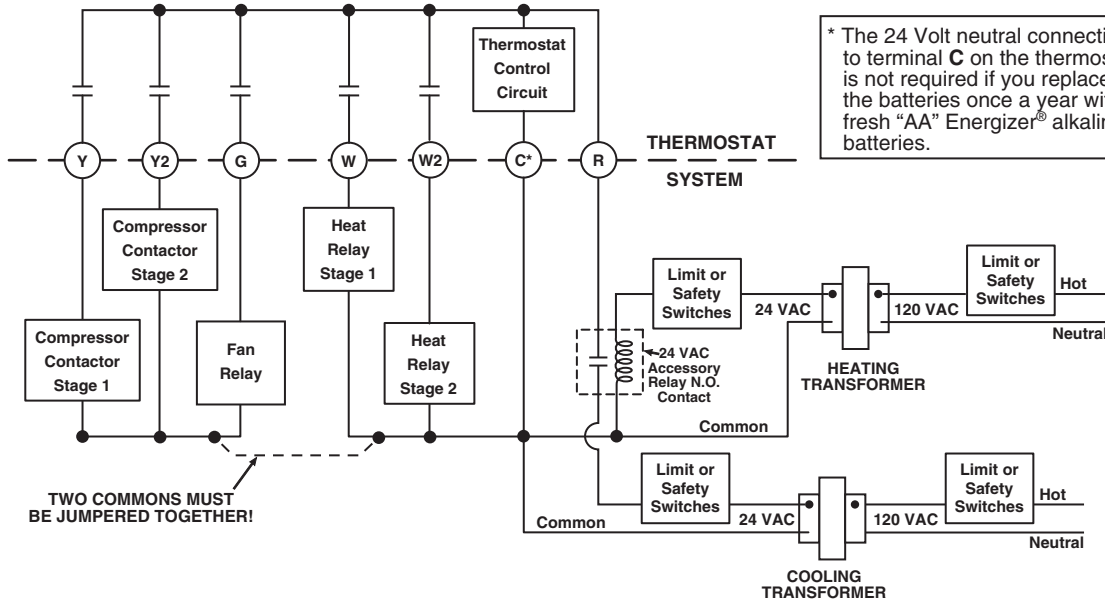 * The 24 Volt neutral
to terminal C on the
is not required if you replace
the batteries once a year
fresh “AA” Energizer®
batteries.
Thermostat
Control
Circuit
Y
Y2
G
W
W2
C*
R
THERMOSTAT
SYSTEM
Compressor
Contactor
Stage 2
Heat
Relay
Stage 1
Compressor
Contactor
Stage 1
Fan
Relay
Heat
Relay
Stage 2
Limit or
Safety
Switches
24 VAC
120 VAC
Limit or
Safety
Switches
Hot
Neutral
HEATING
TRANSFORMER
24 VAC
Accessory
Relay N.O.
Contact
Common
TWO COMMONS MUST
BE JUMPERED TOGETHER!
Limit or
Safety
Switches
Common
24 VAC
120 VAC
Limit or
Safety
Switches
Hot
Neutral
COOLING
TRANSFORMER